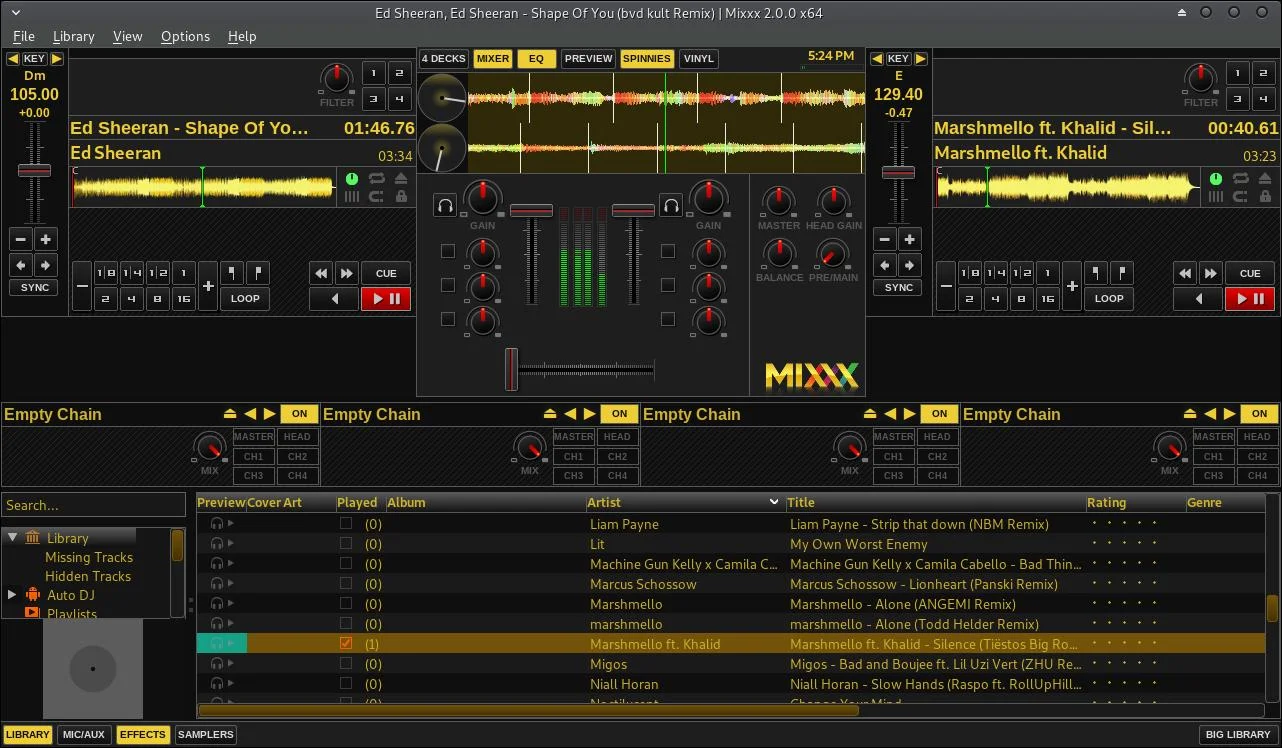 Ed Sheeran, Ed Sheeran - Shape Of You (bvd kult Remix) | Mixxx 2.0.0 x64
File Library View Options Help
KEY
Dm
105.00
+0.00
FILTER
1 2
3 4
Ed Sheeran - Shape Of Yo... 01:46.76
Ed Sheeran 03:34
C
SYNC
1 8 1 4 1 2 1
2 4 8 16
LOOP
CUE
4 DECKS MIXER EQ PREVIEW SPINNIES VINYL 5:24 PM
GAIN GAIN
MASTER HEAD GAIN
BALANCE PRE/MAIN
MIXXX
KEY
E
129.40
-0.47
FILTER
1 2
3 4
Marshmello ft. Khalid - Sil... 00:40.61
Marshmello ft. Khalid 03:23
C
SYNC
1 8 1 4 1 2 1
2 4 8 16
LOOP
CUE
Empty Chain ON Empty Chain ON Empty Chain ON Empty Chain ON
MIX MASTER HEAD MIX MASTER HEAD MIX MASTER HEAD MIX MASTER HEAD
CH1 CH2 CH1 CH2 CH1 CH2 CH1 CH2
CH3 CH4 CH3 CH4 CH3 CH4 CH3 CH4
Search...
Library
Missing Tracks
Hidden Tracks
Auto DJ
Playlists
Preview Cover Art Played Album Artist Title Rating Genre
(0) Liam Payne Liam Payne - Strip that down (NBM Remix)
(0) Lit My Own Worst Enemy
(0) Machine Gun Kelly x Camila C... Machine Gun Kelly x Camila Cabello - Bad Thin...
(0) Marcus Schossow Marcus Schossow - Lionheart (Panski Remix)
(0) Marshmello Marshmello - Alone (ANGEMI Remix)
(0) marshmello marshmello - Alone (Todd Helder Remix)
(1) Marshmello ft. Khalid Marshmello ft. Khalid - Silence (Tiëstos Big Ro...
(0) Migos Migos - Bad and Boujee ft. Lil Uzi Vert (ZHU Re...
(0) Niall Horan Niall Horan - Slow Hands (Raspo ft. RollUpHill...
LIBRARY MIC/AUX EFFECTS SAMPLERS BIG LIBRARY